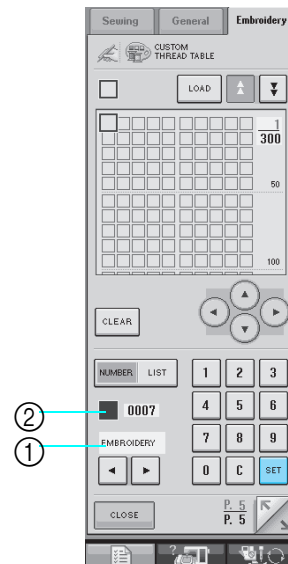 Sewing General Embroidery
CUSTOM
THREAD TABLE
LOAD
1
300
50
100
CLEAR
NUMBER LIST
1 2 3
② 0007
4 5 6
① EMBROIDERY
7 8 9
0 C SET
CLOSE
P. 5
P. 5
?